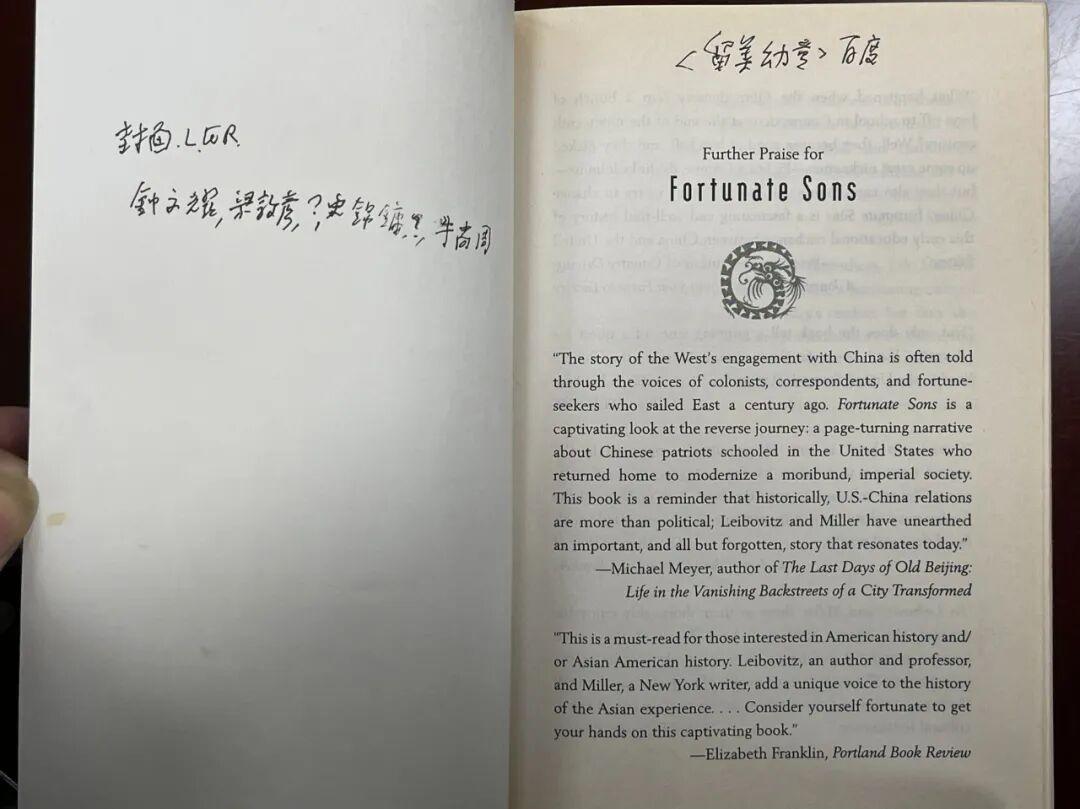 封面.L.R.
鍾文耀,梁敦彦,?史錦鏞!!,牛尚周
<留美幼童>百度
Further Praise for
Fortunate Sons
“The story of the West’s engagement with China is often told
through the voices of colonists, correspondents, and fortune-
seekers who sailed East a century ago. Fortunate Sons is a
captivating look at the reverse journey: a page-turning narrative
about Chinese patriots schooled in the United States who
returned home to modernize a moribund, imperial society.
This book is a reminder that historically, U.S.-China relations
are more than political; Leibovitz and Miller have unearthed
an important, and all but forgotten, story that resonates today.”
—Michael Meyer, author of The Last Days of Old Beijing:
Life in the Vanishing Backstreets of a City Transformed
“This is a must-read for those interested in American history and/
or Asian American history. Leibovitz, an author and professor,
and Miller, a New York writer, add a unique voice to the history
of the Asian experience. . . . Consider yourself fortunate to get
your hands on this captivating book.”
—Elizabeth Franklin, Portland Book Review